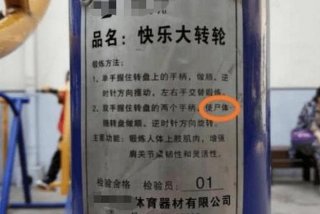 品名：快乐大转轮
锻炼方法：
1、单手握住转盘上的手柄，做顺、逆
时针方向推动，左右手交替锻炼。
2、双手握住转盘的两个手柄，使尸体
随转盘做顺、逆时针方向旋转。
主要功能：锻炼人体上肢肌肉，增强
肩关节柔韧性和灵活性。
检验合格 检验员：01
体育器材有限公司